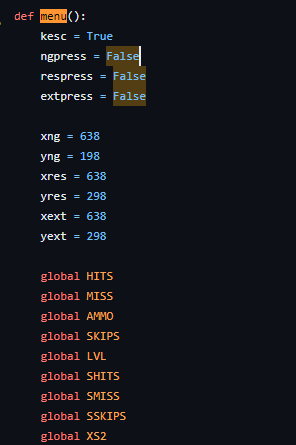 def menu():
    kesc = True
    ngpress = False
    respress = False
    extpress = False

    xng = 638
    yng = 198
    xres = 638
    yres = 298
    xext = 638
    yext = 298

    global HITS
    global MISS
    global AMMO
    global SKIPS
    global LVL
    global SHITS
    global SMISS
    global SSKIPS
    global XS2